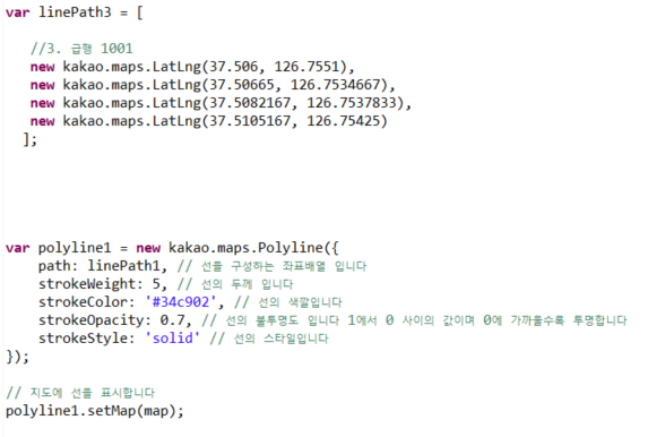 var linePath3 = [
//3. 급행 1001
new kakao.maps.LatLng(37.506, 126.7551),
new kakao.maps.LatLng(37.50665, 126.7534667),
new kakao.maps.LatLng(37.5082167, 126.7537833),
new kakao.maps.LatLng(37.5105167, 126.75425)
];
var polyline1 = new kakao.maps.Polyline({
path: linePath1, // 선을 구성하는 좌표배열 입니다
strokeWeight: 5, // 선의 두께 입니다
strokeColor: '#34c902', // 선의 색깔입니다
strokeOpacity: 0.7, // 선의 불투명도 입니다 1에서 0 사이의 값이며 0에 가까울수록 투명합니다
strokeStyle: 'solid' // 선의 스타일입니다
});
// 지도에 선을 표시합니다
polyline1.setMap(map);